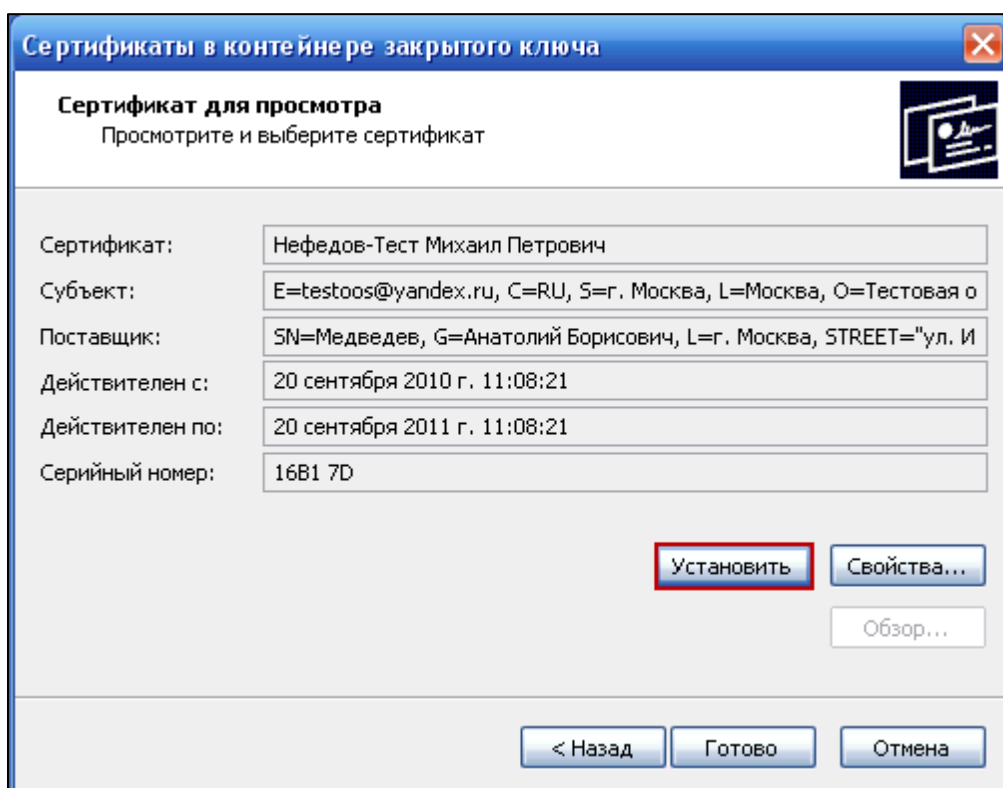 Сертификаты в контейнере закрытого ключа
Сертификат для просмотра
Просмотрите и выберите сертификат
Сертификат: Нефедов-Тест Михаил Петрович
Субъект: E=testoos@yandex.ru, C=RU, S=г. Москва, L=Москва, O=Тестовая о
Поставщик: SN=Медведев, G=Анатолий Борисович, L=г. Москва, STREET="ул. И
Действителен с: 20 сентября 2010 г. 11:08:21
Действителен по: 20 сентября 2011 г. 11:08:21
Серийный номер: 16B1 7D
Установить Свойства...
Обзор...
< Назад Готово Отмена